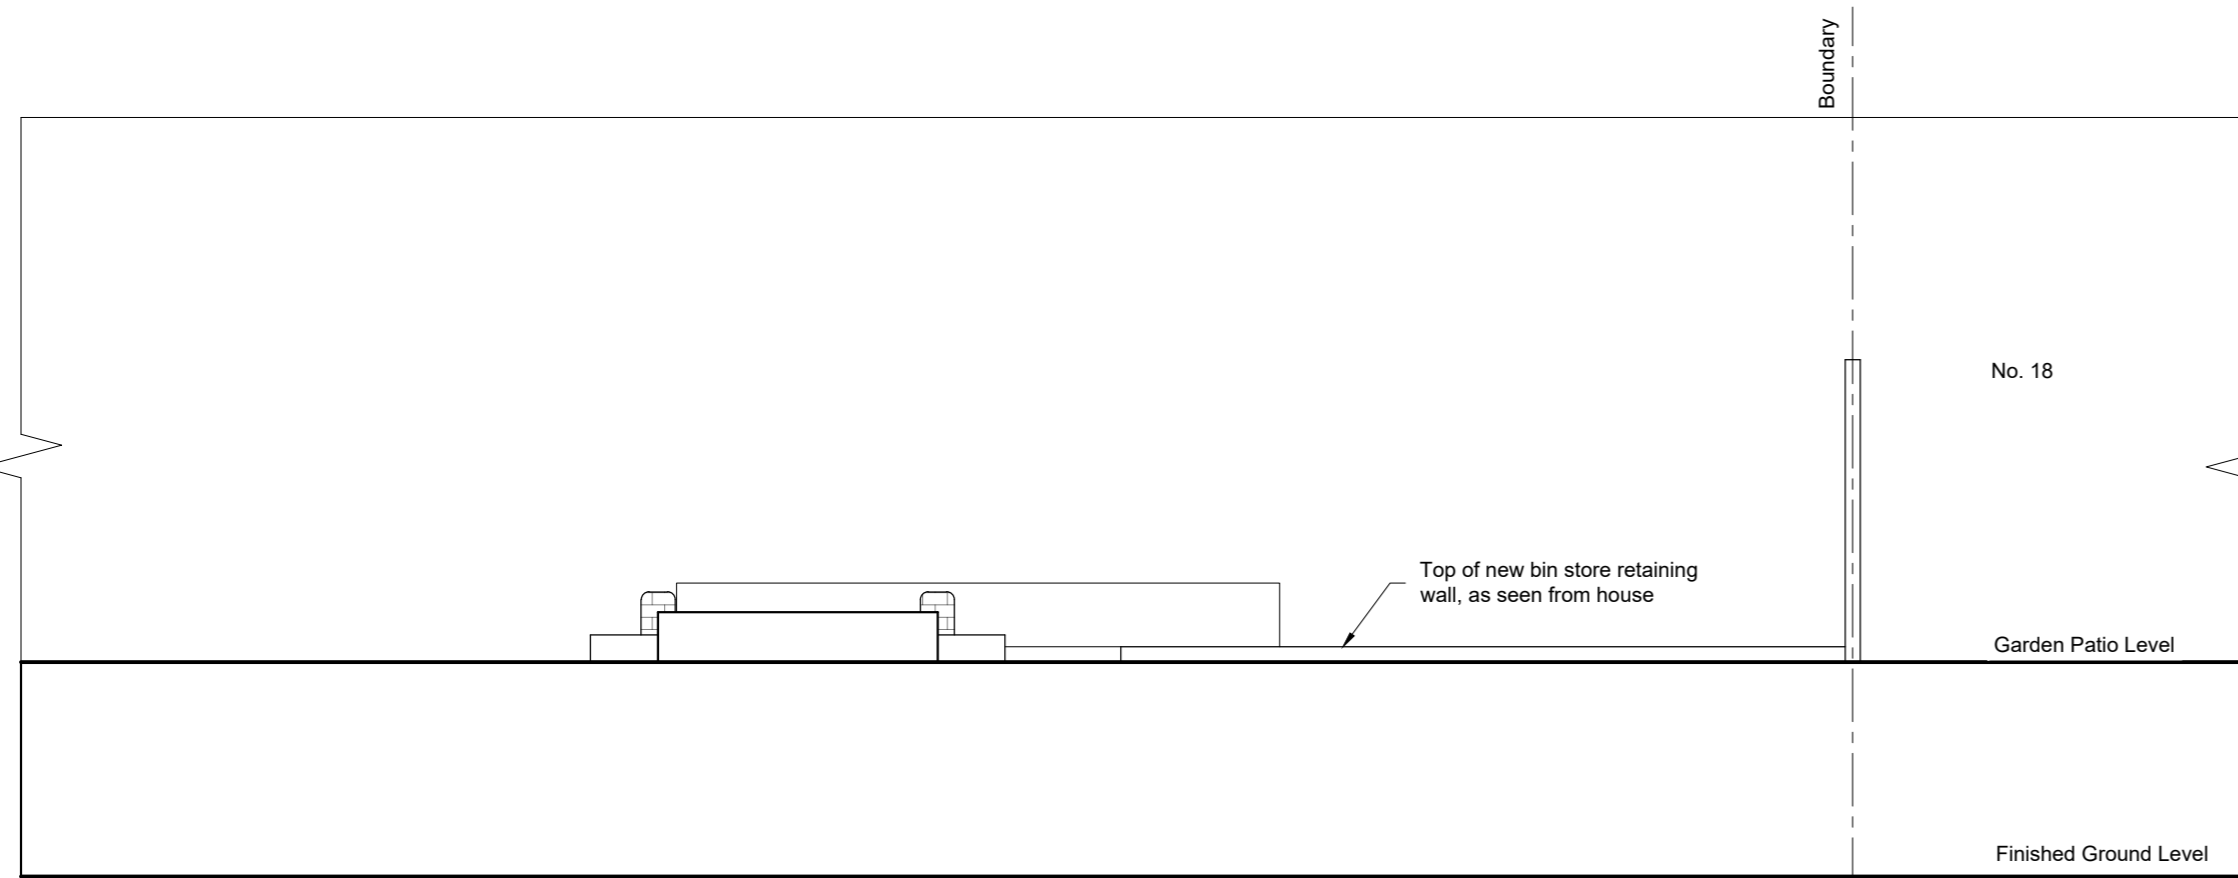 Boundary
No. 18
Top of new bin store retaining
wall, as seen from house
Garden Patio Level
Finished Ground Level